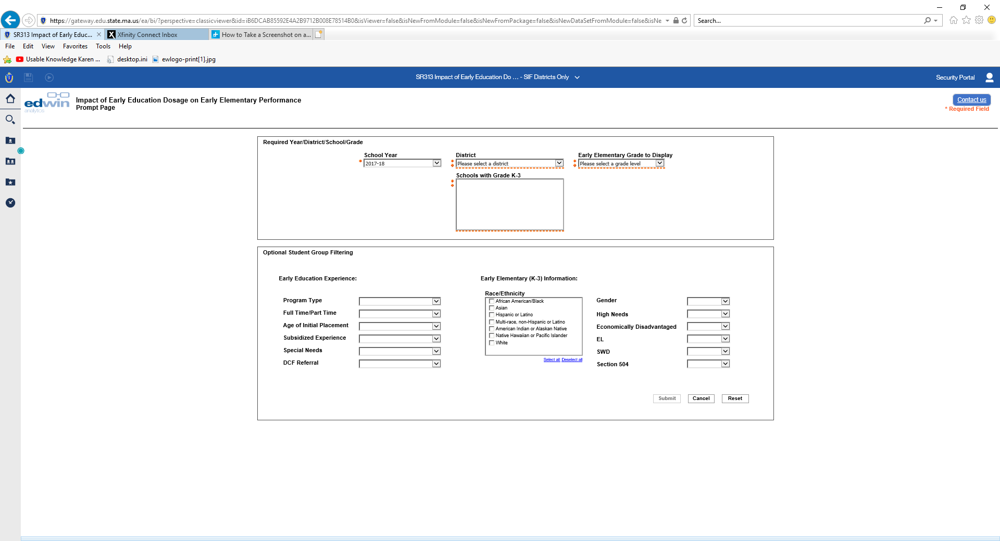 https://gateway.edu.state.ma.us/ea/bi/?perspective=classicviewer&id=iB6DCAB85592E4A2B9712B008E78514B0&isViewer=false&isNewFromModule=false&isNewFromPackage=false&isNewDataSetFromModule=false&isNe
Search...
SR313 Impact of Early Educ...
Xfinity Connect Inbox
How to Take a Screenshot on a...
File Edit View Favorites Tools Help
Usable Knowledge Karen ...
desktop.ini
ewlogo-print[1].jpg
SR313 Impact of Early Education Do ... - SIF Districts Only
Security Portal
edwin
analytics
Impact of Early Education Dosage on Early Elementary Performance
Prompt Page
Contact us
* Required Field
Required Year/District/School/Grade
School Year
* 2017-18
District
* Please select a district
Early Elementary Grade to Display
* Please select a grade level
Schools with Grade K-3
*
Optional Student Group Filtering
Early Education Experience:
Program Type
Full Time/Part Time
Age of Initial Placement
Subsidized Experience
Special Needs
DCF Referral
Early Elementary (K-3) Information:
Race/Ethnicity
African American/Black
Asian
Hispanic or Latino
Multi-race, non-Hispanic or Latino
American Indian or Alaskan Native
Native Hawaiian or Pacific Islander
White
Select all Deselect all
Gender
High Needs
Economically Disadvantaged
EL
SWD
Section 504
Submit
Cancel
Reset